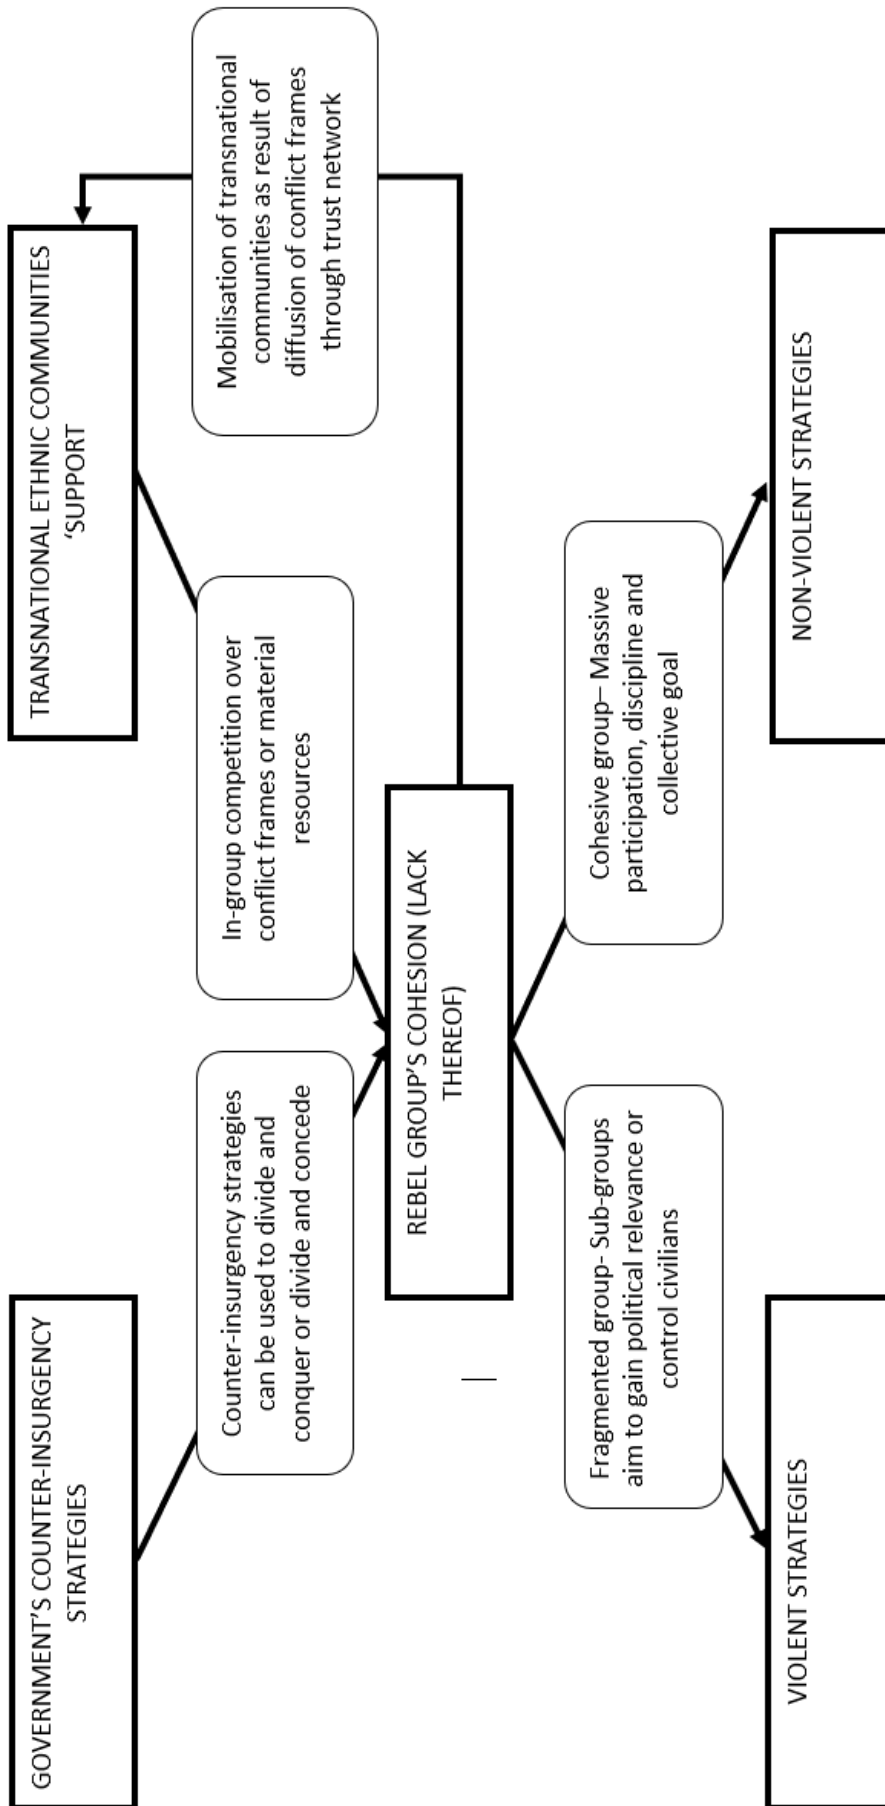 GOVERNMENT'S COUNTER-INSURGENCY
STRATEGIES
TRANSNATIONAL ETHNIC COMMUNITIES
‘SUPPORT
Counter-insurgency strategies
can be used to divide and
conquer or divide and concede
In-group competition over
conflict frames or material
resources
Mobilisation of transnational
communities as result of
diffusion of conflict frames
through trust network
REBEL GROUP'S COHESION (LACK
THEREOF)
Fragmented group- Sub-groups
aim to gain political relevance or
control civilians
Cohesive group– Massive
participation, discipline and
collective goal
VIOLENT STRATEGIES
NON-VIOLENT STRATEGIES